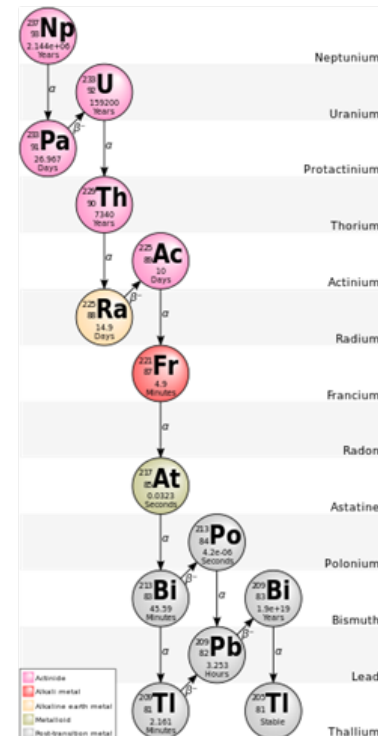 237
93 Np
2.144e+06
Years
Neptunium
233
92 U
159200
Years
Uranium
α
β⁻
233
91 Pa
26.967
Days
Protactinium
α
229
90 Th
7340
Years
Thorium
α
225
89 Ac
10
Days
Actinium
β⁻
225
88 Ra
14.9
Days
Radium
α
221
87 Fr
4.9
Minutes
Francium
α
Radon
217
85 At
0.0323
Seconds
Astatine
α
213
84 Po
4.2e-06
Seconds
Polonium
β⁻
213
83 Bi
45.59
Minutes
α
209
83 Bi
1.9e+19
Years
Bismuth
α
β⁻
209
82 Pb
3.253
Hours
α
Lead
β⁻
209
81 Tl
2.161
Minutes
205
81 Tl
Stable
Thallium
Actinide
Alkali metal
Alkaline earth metal
Metalloid
Post-transition metal